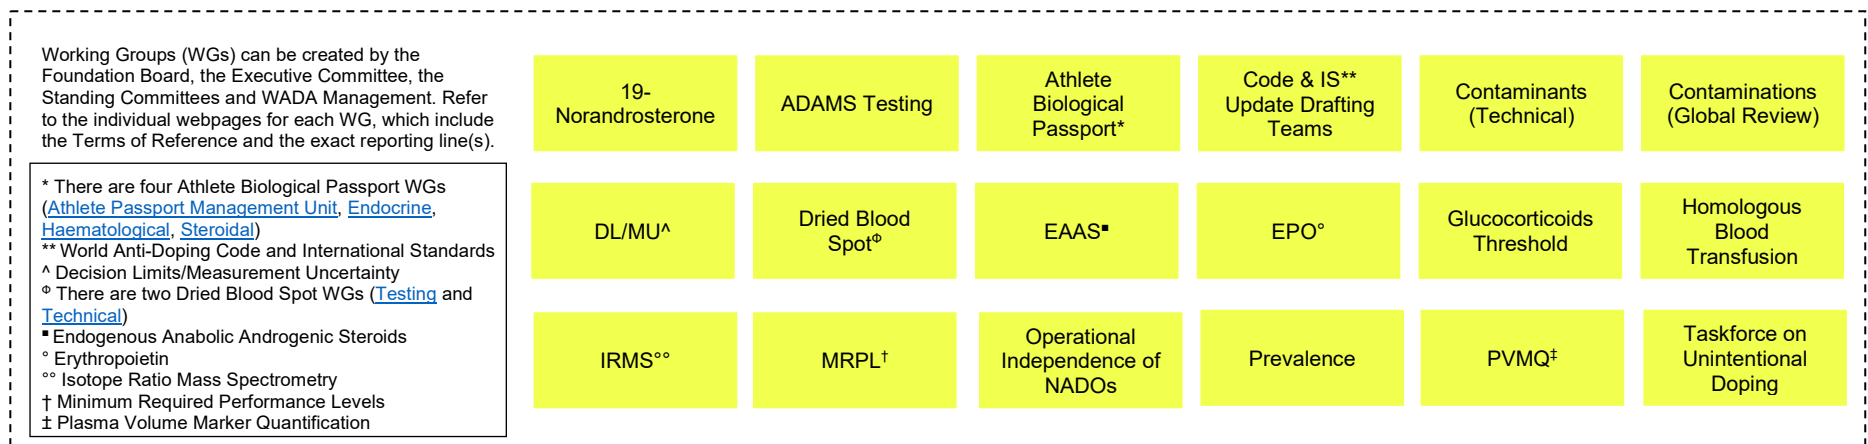 Working Groups (WGs) can be created by the
Foundation Board, the Executive Committee, the
Standing Committees and WADA Management. Refer
to the individual webpages for each WG, which include
the Terms of Reference and the exact reporting line(s).
* There are four Athlete Biological Passport WGs
(Athlete Passport Management Unit, Endocrine,
Haematological, Steroidal)
** World Anti-Doping Code and International Standards
^ Decision Limits/Measurement Uncertainty
Φ There are two Dried Blood Spot WGs (Testing and
Technical)
■ Endogenous Anabolic Androgenic Steroids
° Erythropoietin
°° Isotope Ratio Mass Spectrometry
† Minimum Required Performance Levels
‡ Plasma Volume Marker Quantification
19-
Norandrosterone
ADAMS Testing
Athlete
Biological
Passport*
Code & IS**
Update Drafting
Teams
Contaminants
(Technical)
Contaminations
(Global Review)
DL/MU^
Dried Blood
SpotΦ
EAAS■
EPO°
Glucocorticoids
Threshold
Homologous
Blood
Transfusion
IRMS°°
MRPL†
Operational
Independence of
NADOs
Prevalence
PVMQ‡
Taskforce on
Unintentional
Doping